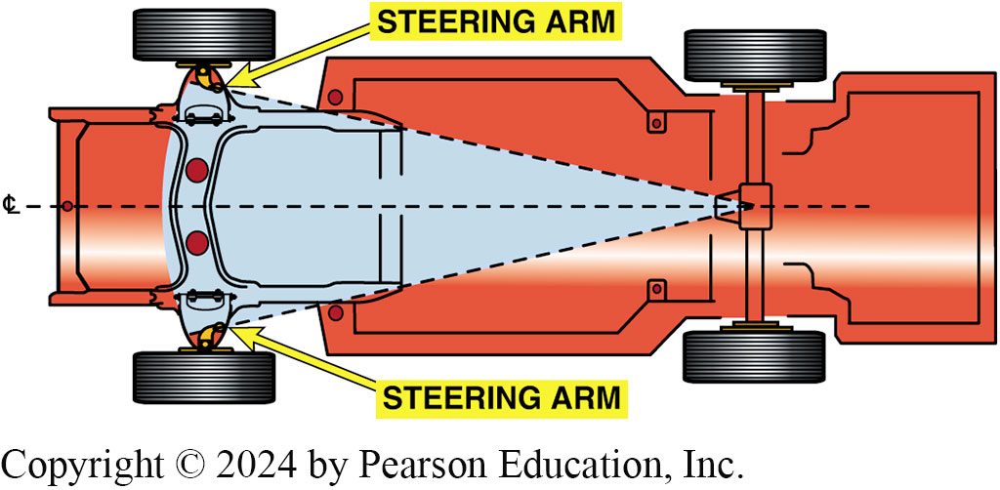 STEERING ARM
℄
STEERING ARM
Copyright © 2024 by Pearson Education, Inc.